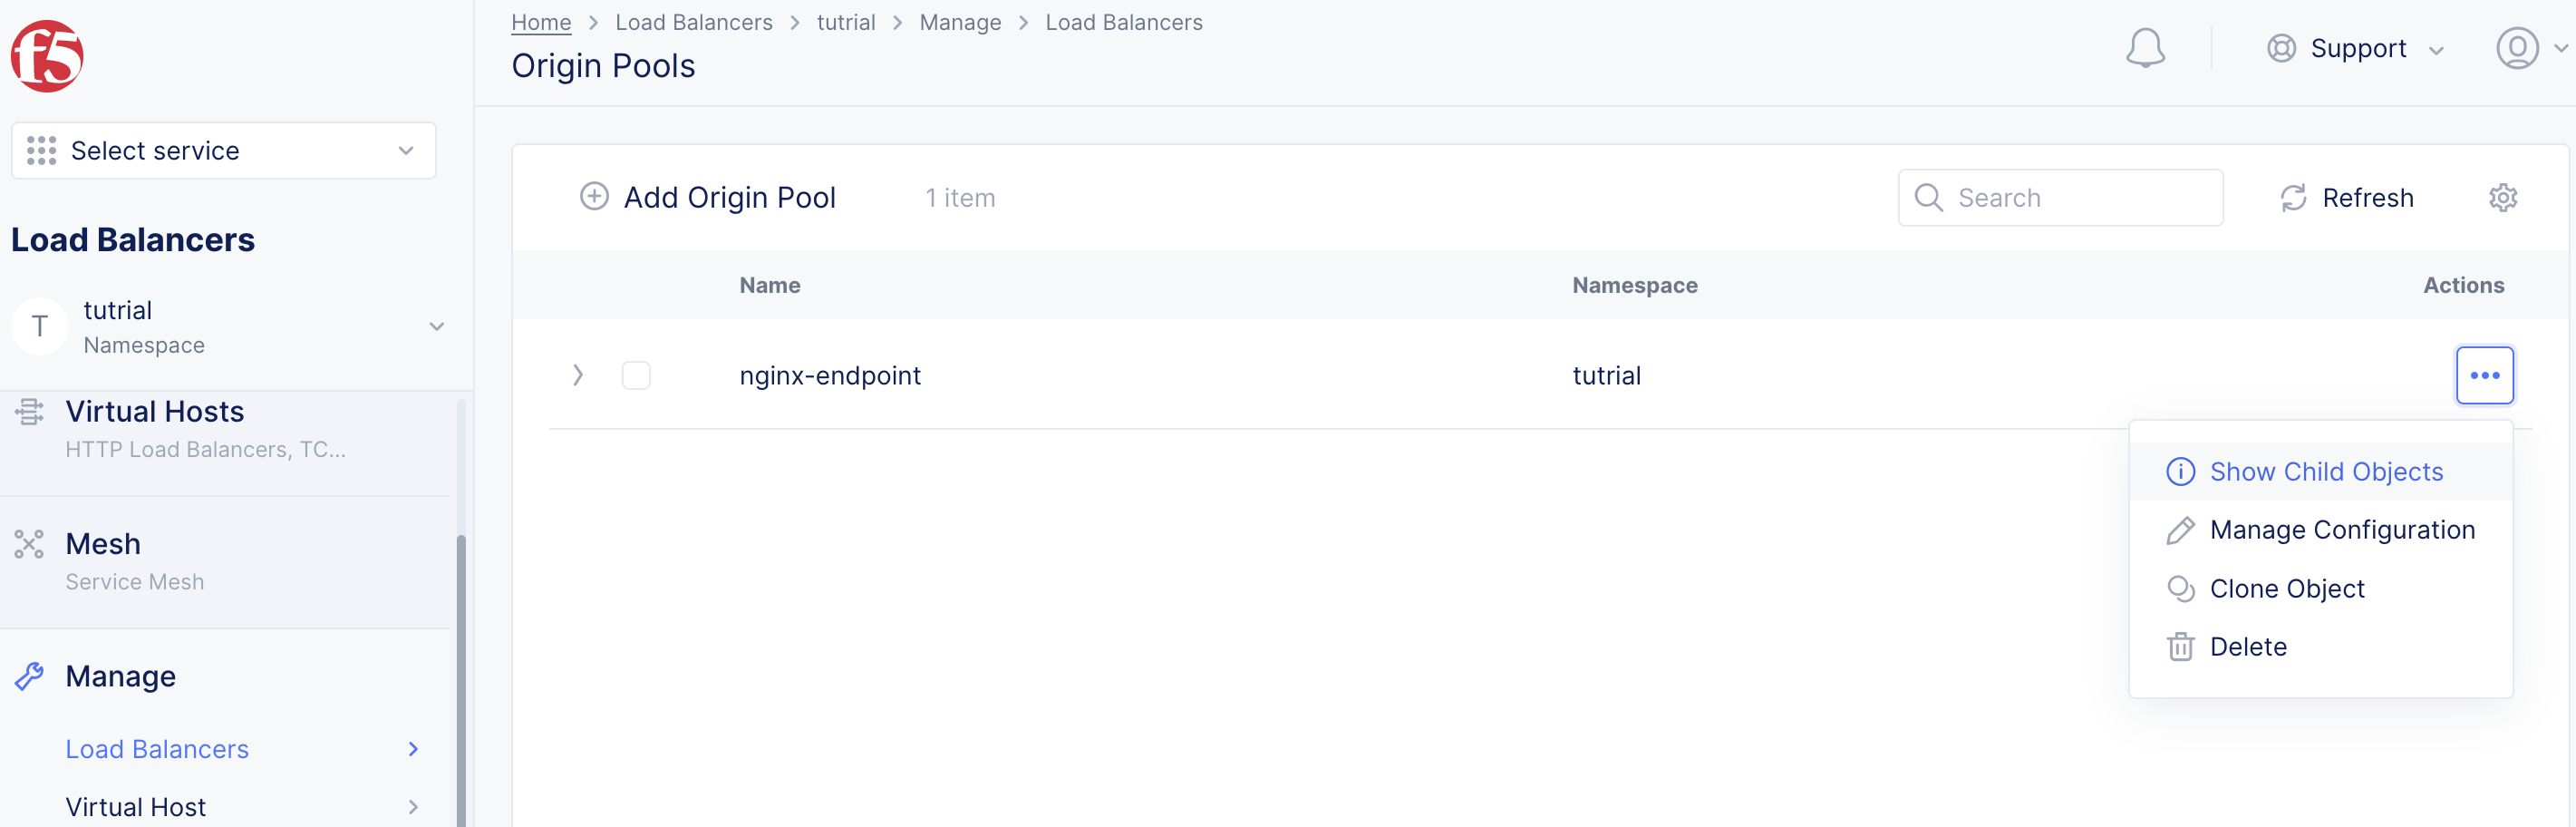 f5
Home > Load Balancers > tutrial > Manage > Load Balancers
Origin Pools
Support
Select service
Load Balancers
T
tutrial
Namespace
Virtual Hosts
HTTP Load Balancers, TC...
Mesh
Service Mesh
Manage
Load Balancers
Virtual Host
Add Origin Pool 1 item Search Refresh
Name Namespace Actions
nginx-endpoint tutrial
Show Child Objects
Manage Configuration
Clone Object
Delete